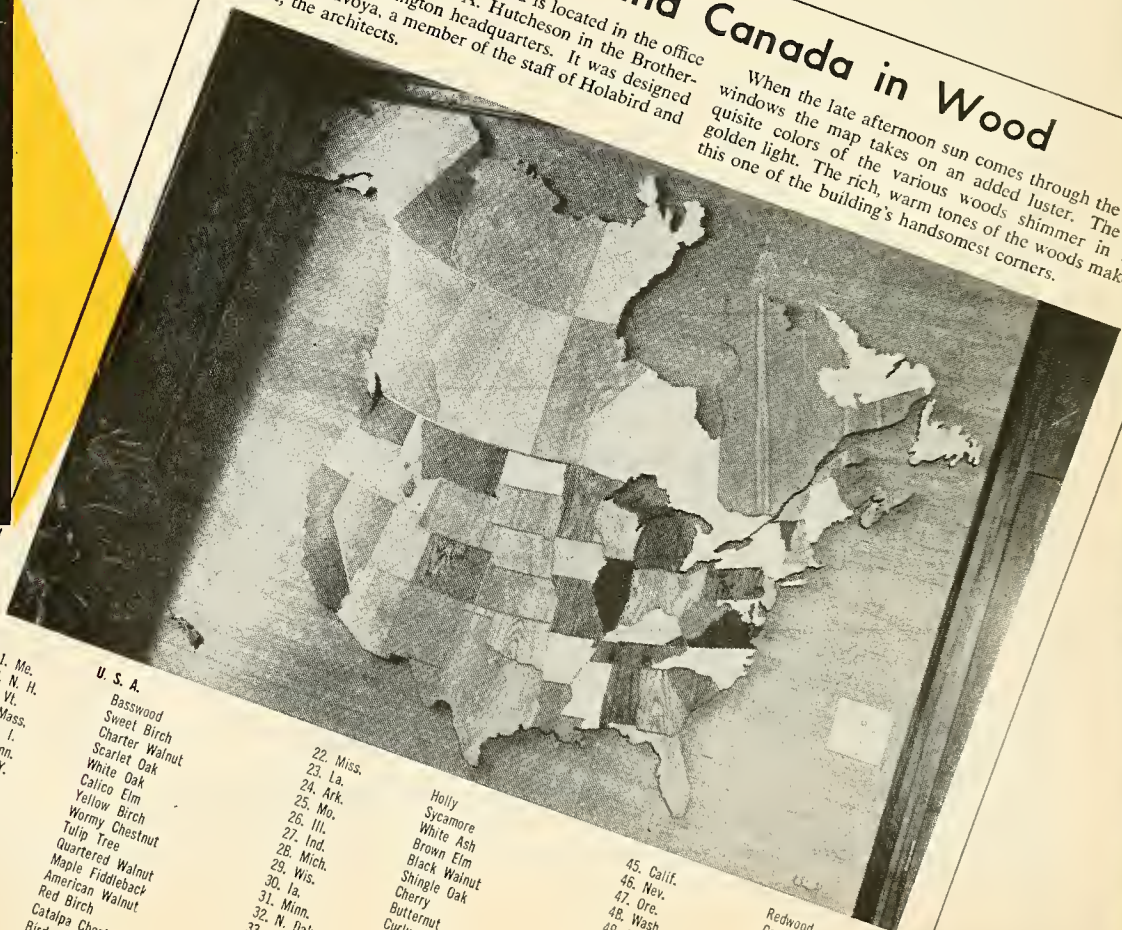 and Canada in Wood
is located in the office
Hutcheson in the Brother-
headquarters. It was designed
a member of the staff of Holabird and
the architects.
When the late afternoon sun comes through the
windows the map takes on an added luster. The
quisite colors of the various woods shimmer in
golden light. The rich, warm tones of the woods mak
this one of the building's handsomest corners.
1. Me.
N. H.
Vt.
Mass.
I.
U. S. A.
Basswood
Sweet Birch
Charter Walnut
Scarlet Oak
White Oak
Calico Elm
Yellow Birch
Wormy Chestnut
Tulip Tree
Quartered Walnut
Maple Fiddleback
American Walnut
Red Birch
Catalpa
22. Miss.
23. La.
24. Ark.
25. Mo.
26. Ill.
27. Ind.
28. Mich.
29. Wis.
30. Ia.
31. Minn.
32. N. Dak
Holly
Sycamore
White Ash
Brown Elm
Black Walnut
Shingle Oak
Cherry
Butternut
45. Calif.
46. Nev.
47. Ore.
48. Wash.
Redwood